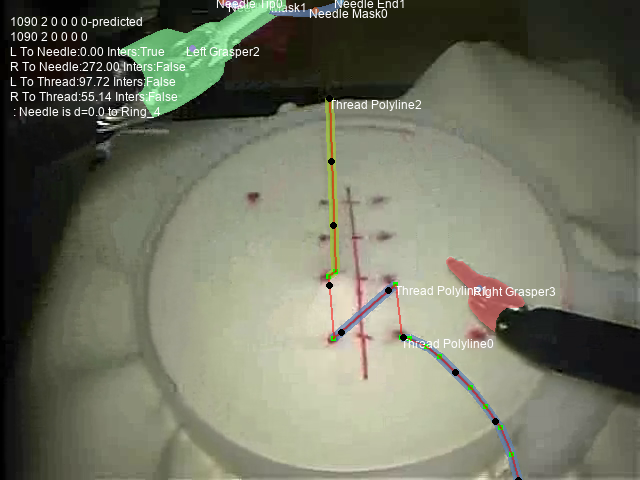 Needle Tip0
Needle End1
Mask1
Needle Mask0
1090 2 0 0 0 0-predicted
1090 2 0 0 0 0
L To Needle:0.00 Inters:True
Left Grasper2
R To Needle:272.00 Inters:False
L To Thread:97.72 Inters:False
R To Thread:55.14 Inters:False
: Needle is d=0.0 to Ring_4
Thread Polyline2
Thread Polyline1
Right Grasper3
Thread Polyline0